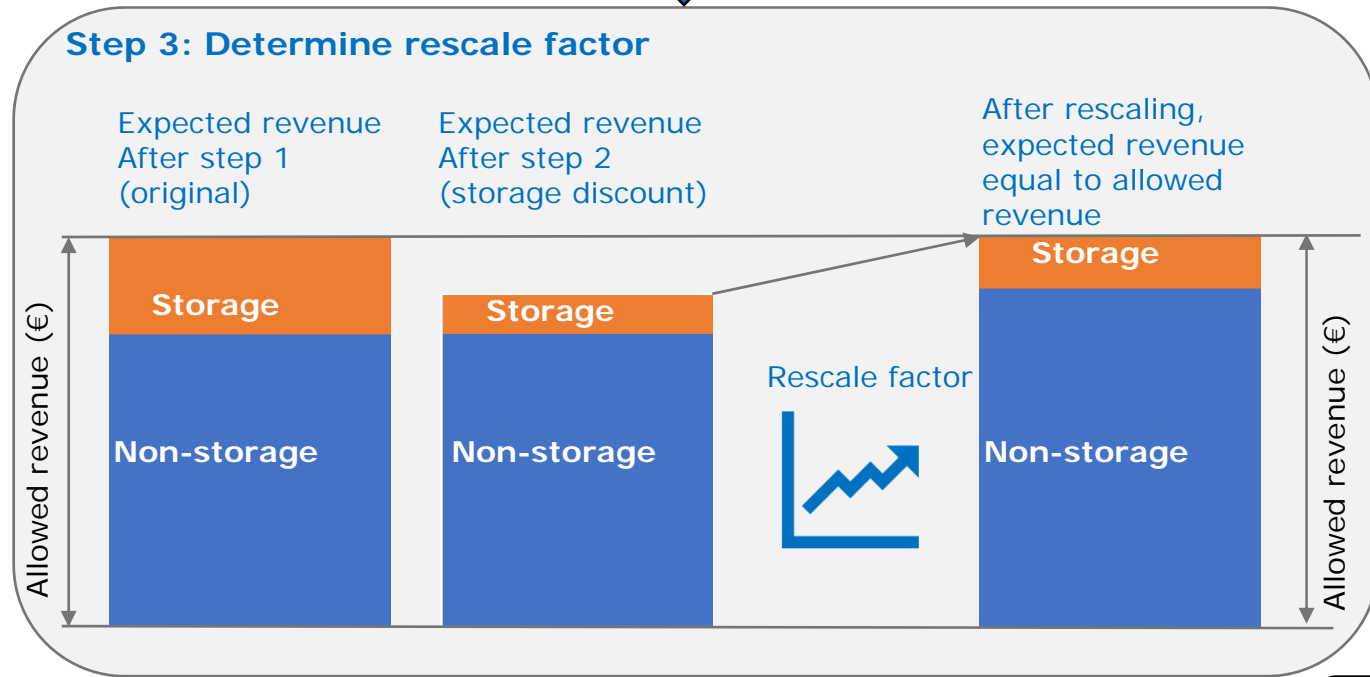 Step 3: Determine rescale factor
Expected revenue
After step 1
(original)
Expected revenue
After step 2
(storage discount)
After rescaling,
expected revenue
equal to allowed
revenue
Allowed revenue (€)
Storage
Non-storage
Storage
Non-storage
Rescale factor
Storage
Non-storage
Allowed revenue (€)